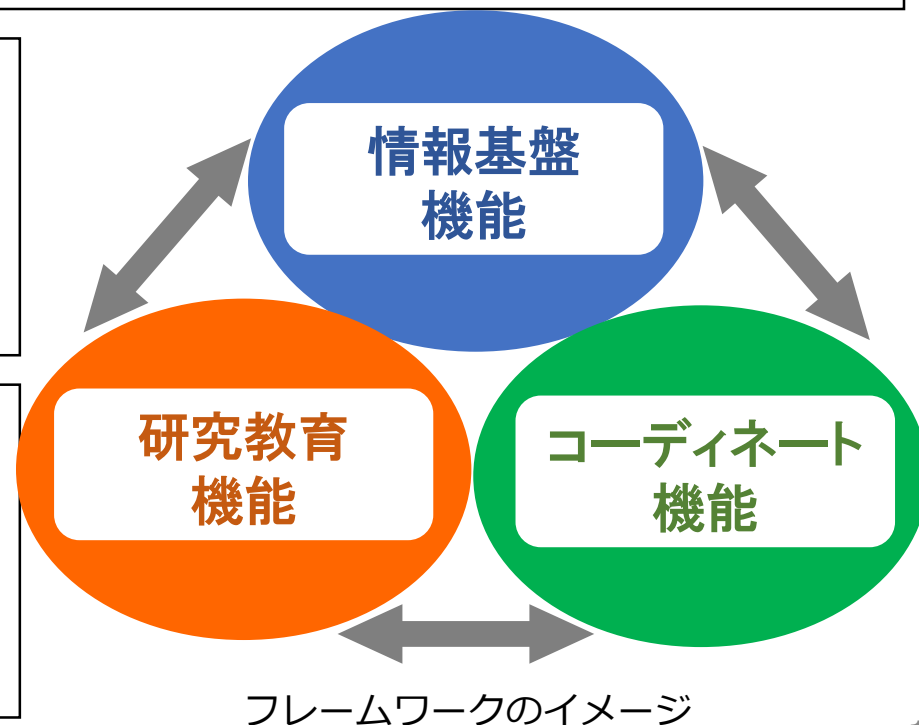 情報基盤
機能
研究教育
機能
コーディネート
機能
フレームワークのイメージ